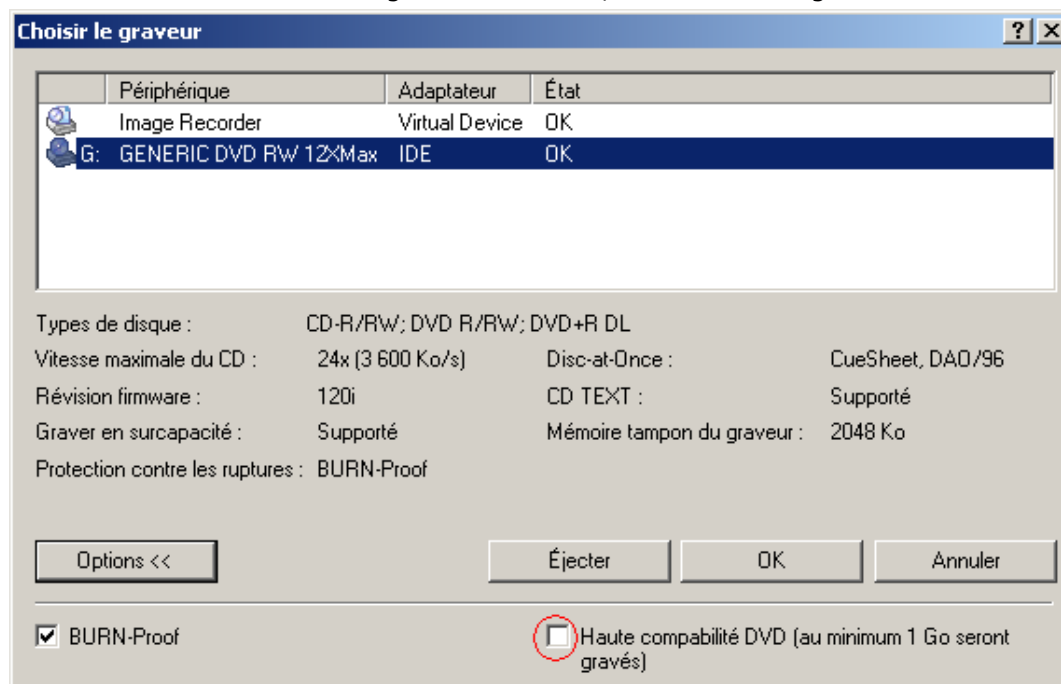 Choisir le graveur
Périphérique Adaptateur État
Image Recorder Virtual Device OK
G: GENERIC DVD RW 12XMax IDE OK
Types de disque : CD-R/RW; DVD R/RW; DVD+R DL
Vitesse maximale du CD : 24x (3 600 Ko/s) Disc-at-Once : CueSheet, DAO/96
Révision firmware : 120i CD TEXT : Supporté
Graver en surcapacité : Supporté Mémoire tampon du graveur : 2048 Ko
Protection contre les ruptures : BURN-Proof
Options << Éjecter OK Annuler
BURN-Proof Haute compabilité DVD (au minimum 1 Go seront
gravés)